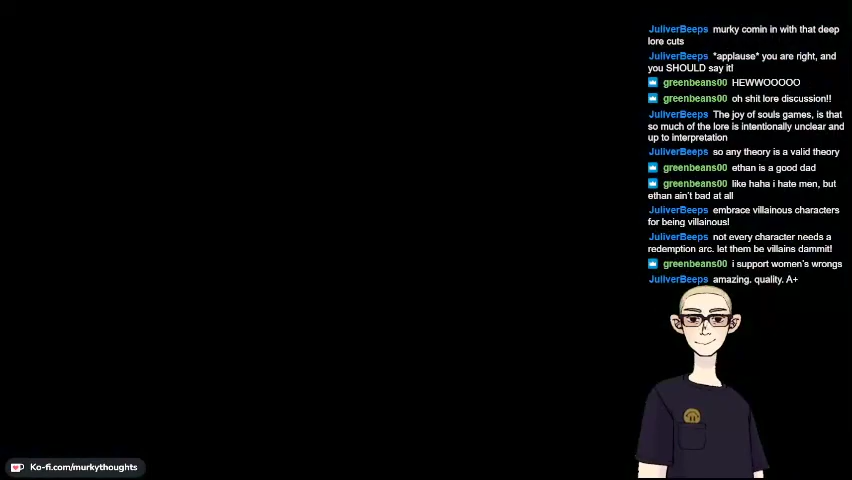 JuliverBeeps murky comin in with that deep
lore cuts
JuliverBeeps *applause* you are right, and
you SHOULD say it!
greenbeans00 HEWWOOOOO
greenbeans00 oh shit lore discussion!!
JuliverBeeps The joy of souls games, is that
so much of the lore is intentionally unclear and
up to interpretation
JuliverBeeps so any theory is a valid theory
greenbeans00 ethan is a good dad
greenbeans00 like haha i hate men, but
ethan ain't bad at all
JuliverBeeps embrace villainous characters
for being villainous!
JuliverBeeps not every character needs a
redemption arc. let them be villains dammit!
greenbeans00 i support women's wrongs
JuliverBeeps amazing. quality. A+
Ko-fi.com/murkythoughts